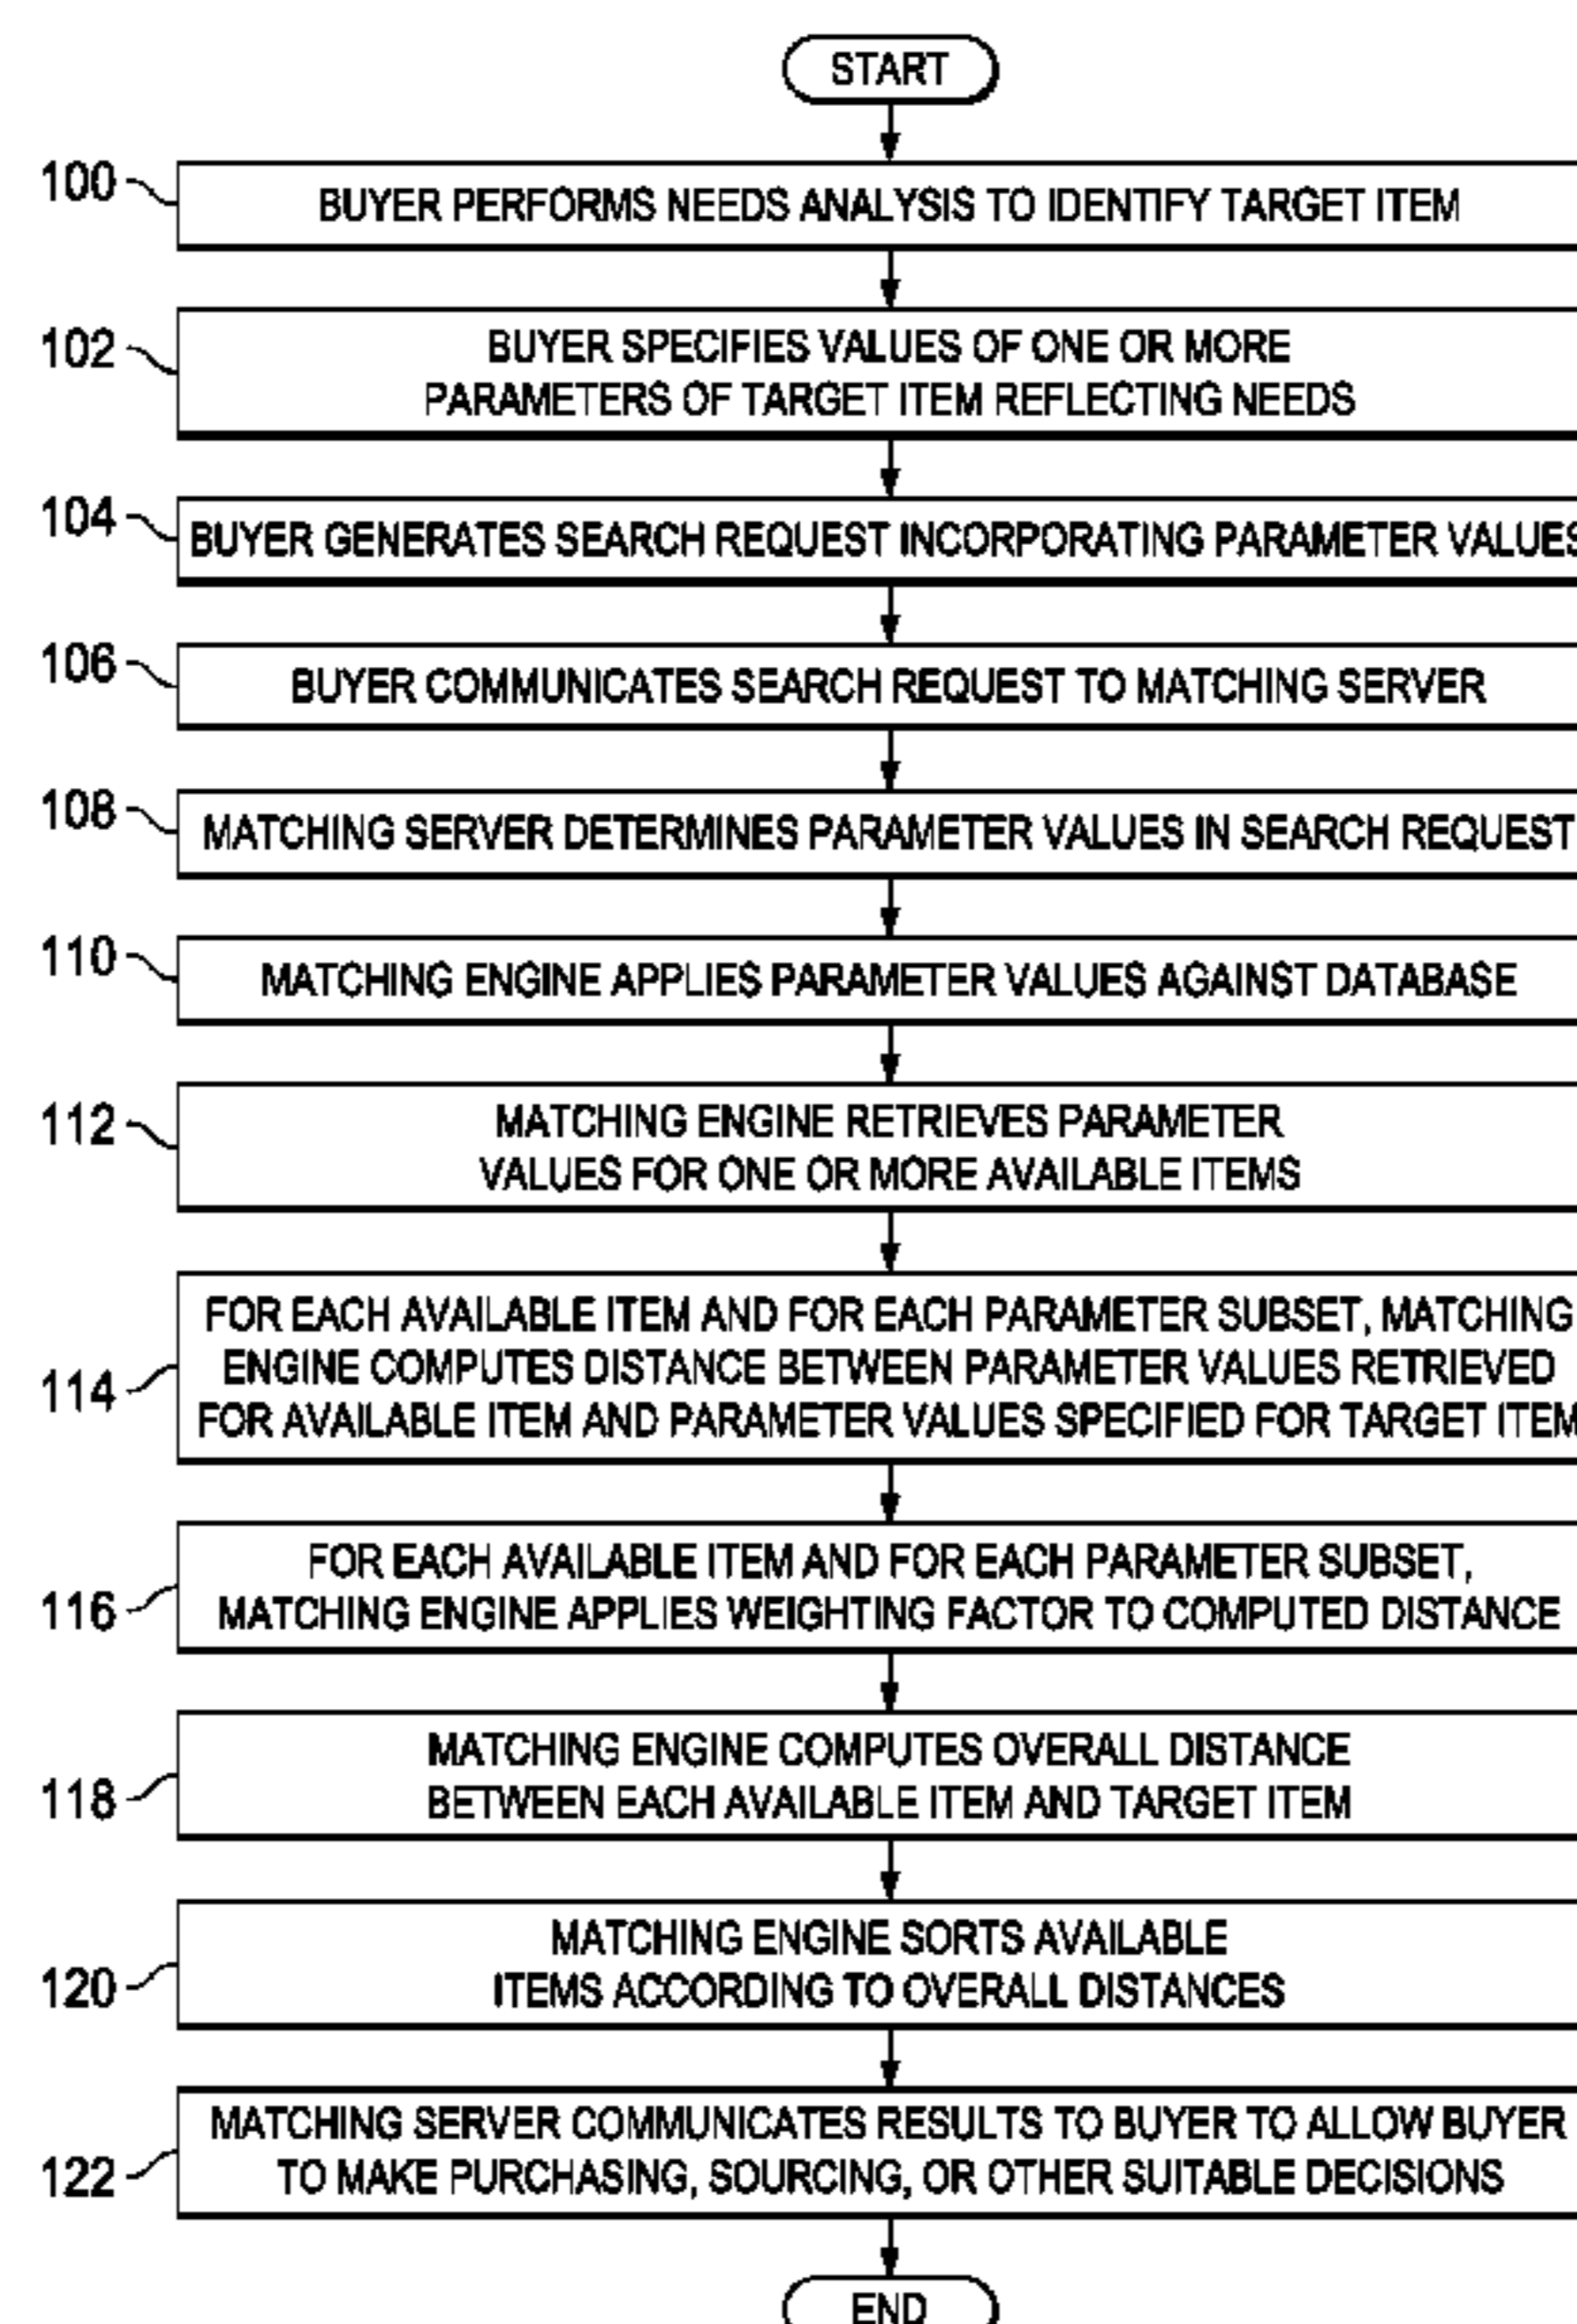 START
100
BUYER PERFORMS NEEDS ANALYSIS TO IDENTIFY TARGET ITEM
102
BUYER SPECIFIES VALUES OF ONE OR MORE
PARAMETERS OF TARGET ITEM REFLECTING NEEDS
104
BUYER GENERATES SEARCH REQUEST INCORPORATING PARAMETER VALUES
106
BUYER COMMUNICATES SEARCH REQUEST TO MATCHING SERVER
108
MATCHING SERVER DETERMINES PARAMETER VALUES IN SEARCH REQUEST
110
MATCHING ENGINE APPLIES PARAMETER VALUES AGAINST DATABASE
112
MATCHING ENGINE RETRIEVES PARAMETER
VALUES FOR ONE OR MORE AVAILABLE ITEMS
114
FOR EACH AVAILABLE ITEM AND FOR EACH PARAMETER SUBSET, MATCHING
ENGINE COMPUTES DISTANCE BETWEEN PARAMETER VALUES RETRIEVED
FOR AVAILABLE ITEM AND PARAMETER VALUES SPECIFIED FOR TARGET ITEM
116
FOR EACH AVAILABLE ITEM AND FOR EACH PARAMETER SUBSET,
MATCHING ENGINE APPLIES WEIGHTING FACTOR TO COMPUTED DISTANCE
118
MATCHING ENGINE COMPUTES OVERALL DISTANCE
BETWEEN EACH AVAILABLE ITEM AND TARGET ITEM
120
MATCHING ENGINE SORTS AVAILABLE
ITEMS ACCORDING TO OVERALL DISTANCES
122
MATCHING SERVER COMMUNICATES RESULTS TO BUYER TO ALLOW BUYER
TO MAKE PURCHASING, SOURCING, OR OTHER SUITABLE DECISIONS
END